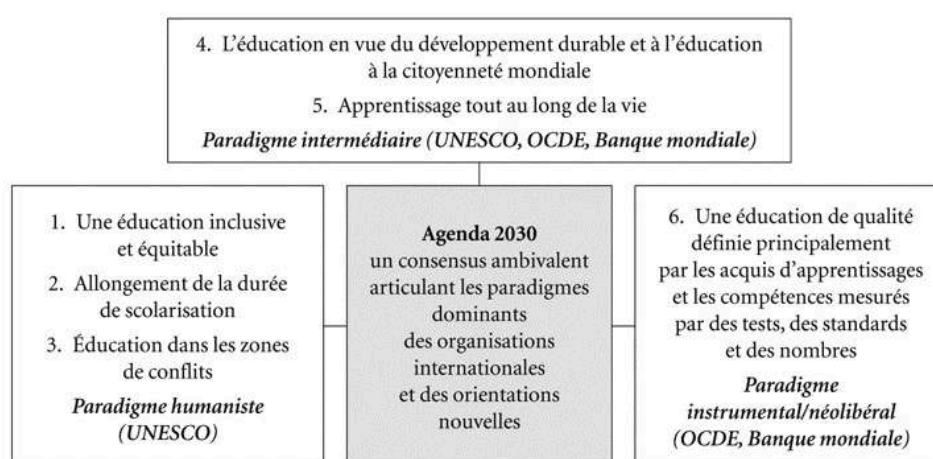 4. L’éducation en vue du développement durable et à l’éducation
à la citoyenneté mondiale
5. Apprentissage tout au long de la vie
Paradigme intermédiaire (UNESCO, OCDE, Banque mondiale)
1. Une éducation inclusive
et équitable
2. Allongement de la durée
de scolarisation
3. Éducation dans les zones
de conflits
Paradigme humaniste
(UNESCO)
Agenda 2030
un consensus ambivalent
articulant les paradigmes
dominants
des organisations
internationales
et des orientations
nouvelles
6. Une éducation de qualité
définie principalement
par les acquis d’apprentissages
et les compétences mesurés
par des tests, des standards
et des nombres
Paradigme
instrumental/néolibéral
(OCDE, Banque mondiale)